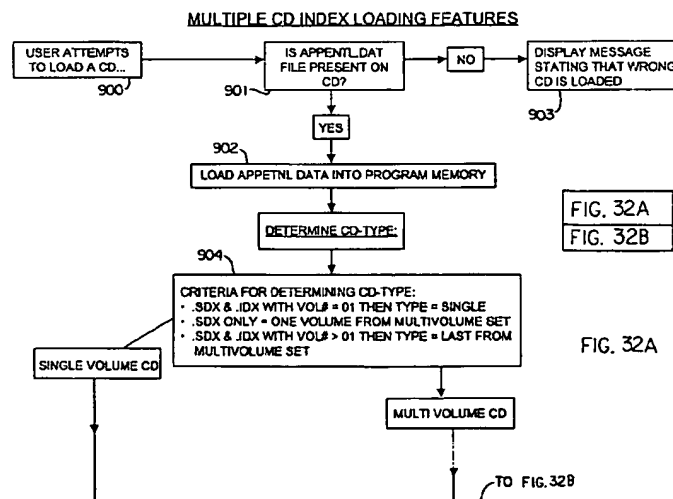 MULTIPLE CD INDEX LOADING FEATURES
USER ATTEMPTS
TO LOAD A CD...
900
IS APPENTL.DAT
FILE PRESENT ON
CD?
901
NO
DISPLAY MESSAGE
STATING THAT WRONG
CD IS LOADED
903
YES
902
LOAD APPETNL DATA INTO PROGRAM MEMORY
DETERMINE CD-TYPE:
FIG. 32A
FIG. 32B
904
CRITERIA FOR DETERMINING CD-TYPE:
· .SDX & .IDX WITH VOL# = 01 THEN TYPE = SINGLE
· .SDX ONLY = ONE VOLUME FROM MULTIVOLUME SET
· .SDX & .IDX WITH VOL# > 01 THEN TYPE = LAST FROM
MULTIVOLUME SET
FIG. 32A
SINGLE VOLUME CD
MULTI VOLUME CD
TO FIG.32B